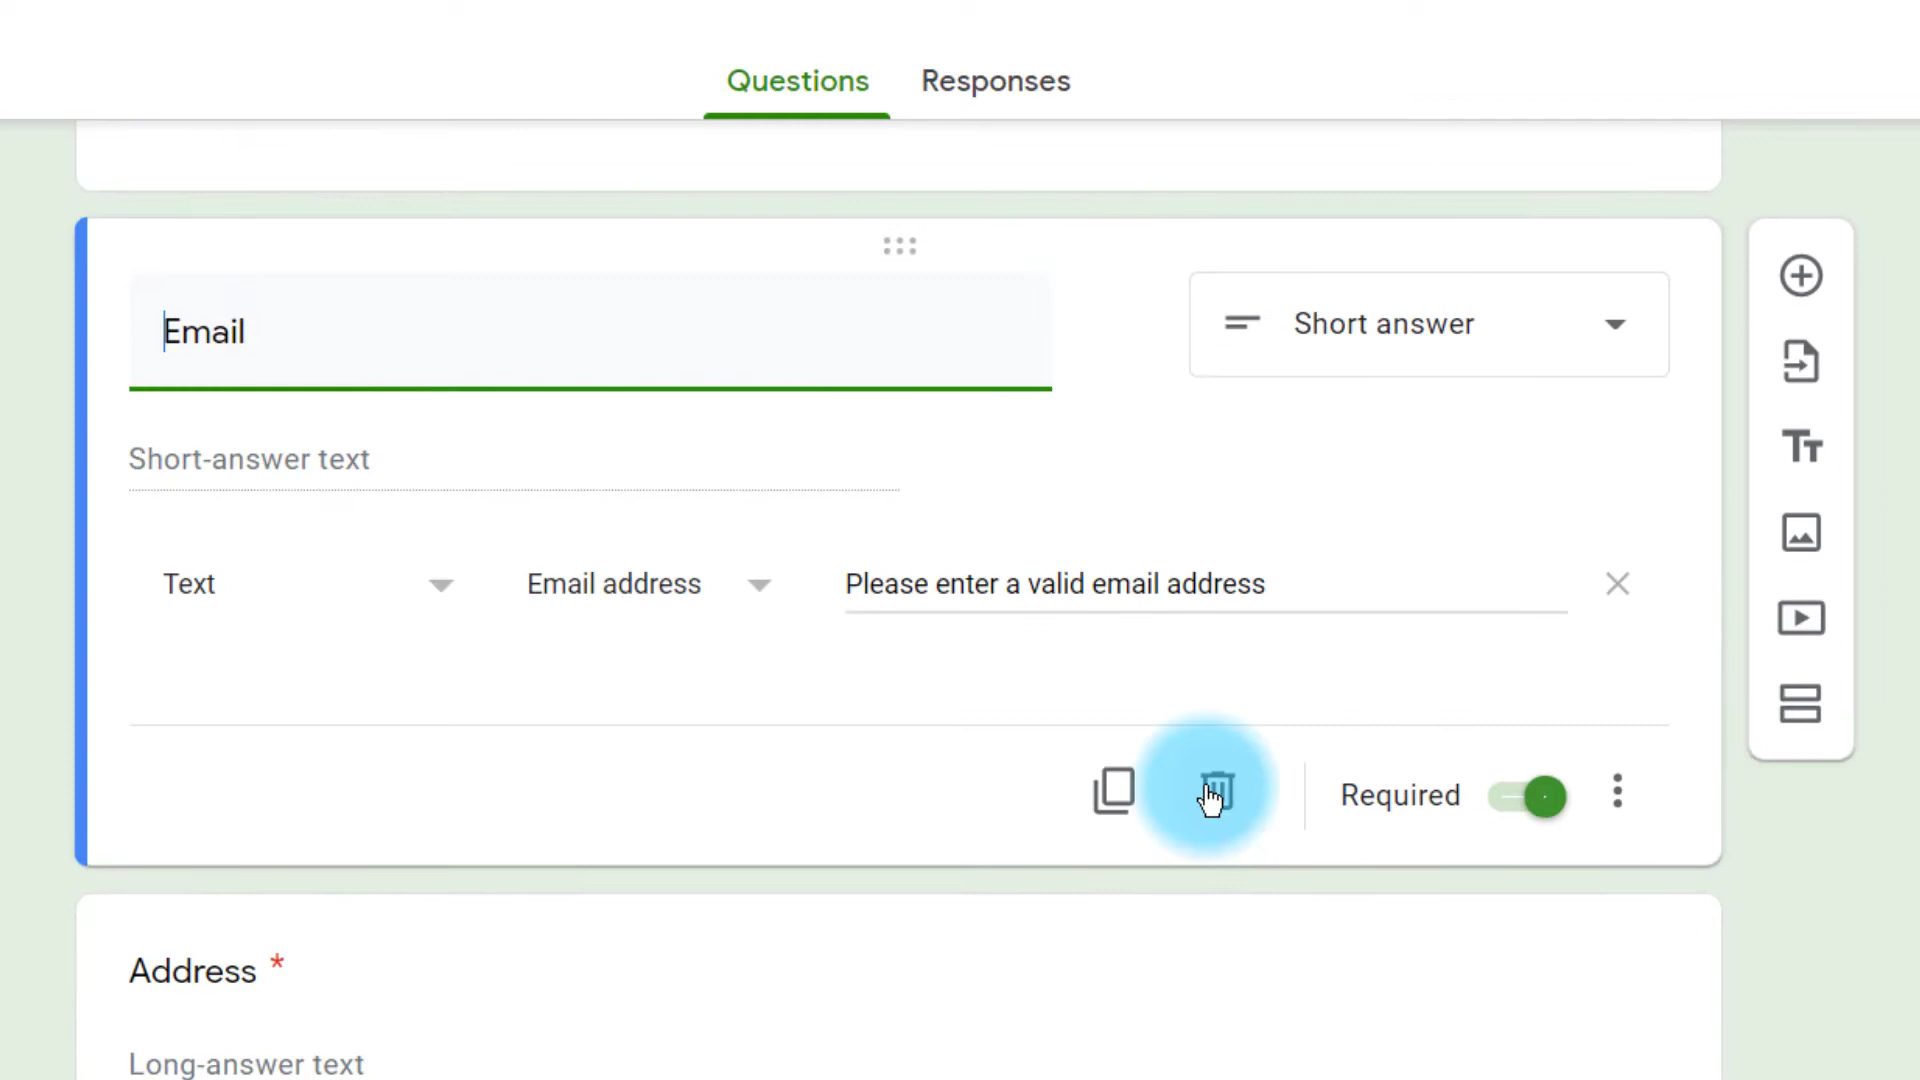 Questions Responses
Email
Short answer
Short-answer text
Text Email address Please enter a valid email address
Required
Address *
Long-answer text